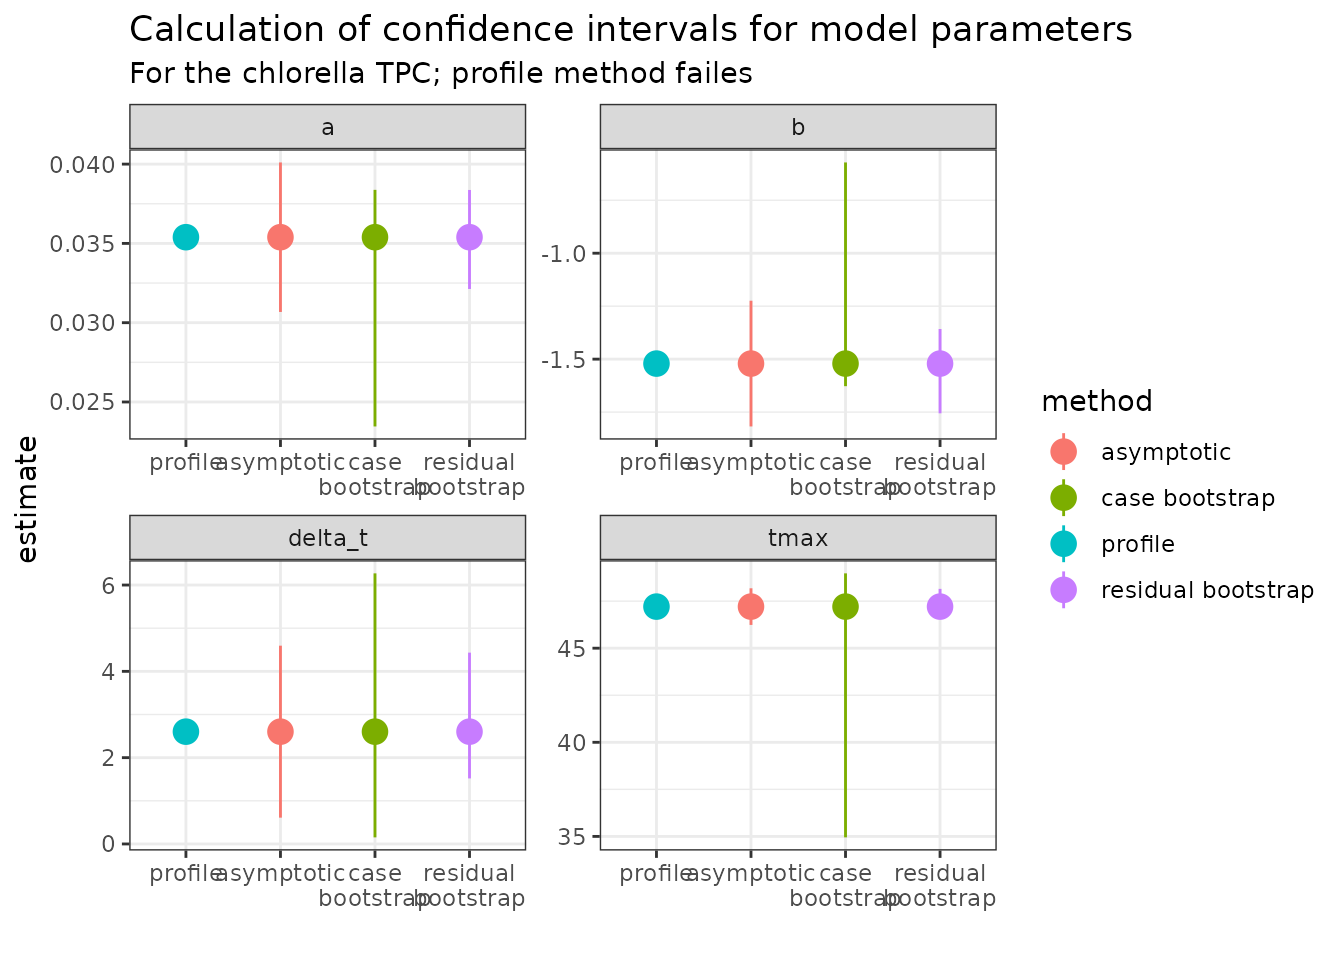 Calculation of confidence intervals for model parameters
For the chlorella TPC; profile method failes
a
b
0.040
0.035
0.030
0.025
-1.0
-1.5
profile asymptotic case bootstrap residual bootstrap
profile asymptotic case bootstrap residual bootstrap
estimate
delta_t
tmax
6
4
2
0
45
40
35
profile asymptotic case bootstrap residual bootstrap
profile asymptotic case bootstrap residual bootstrap
method
asymptotic
case bootstrap
profile
residual bootstrap